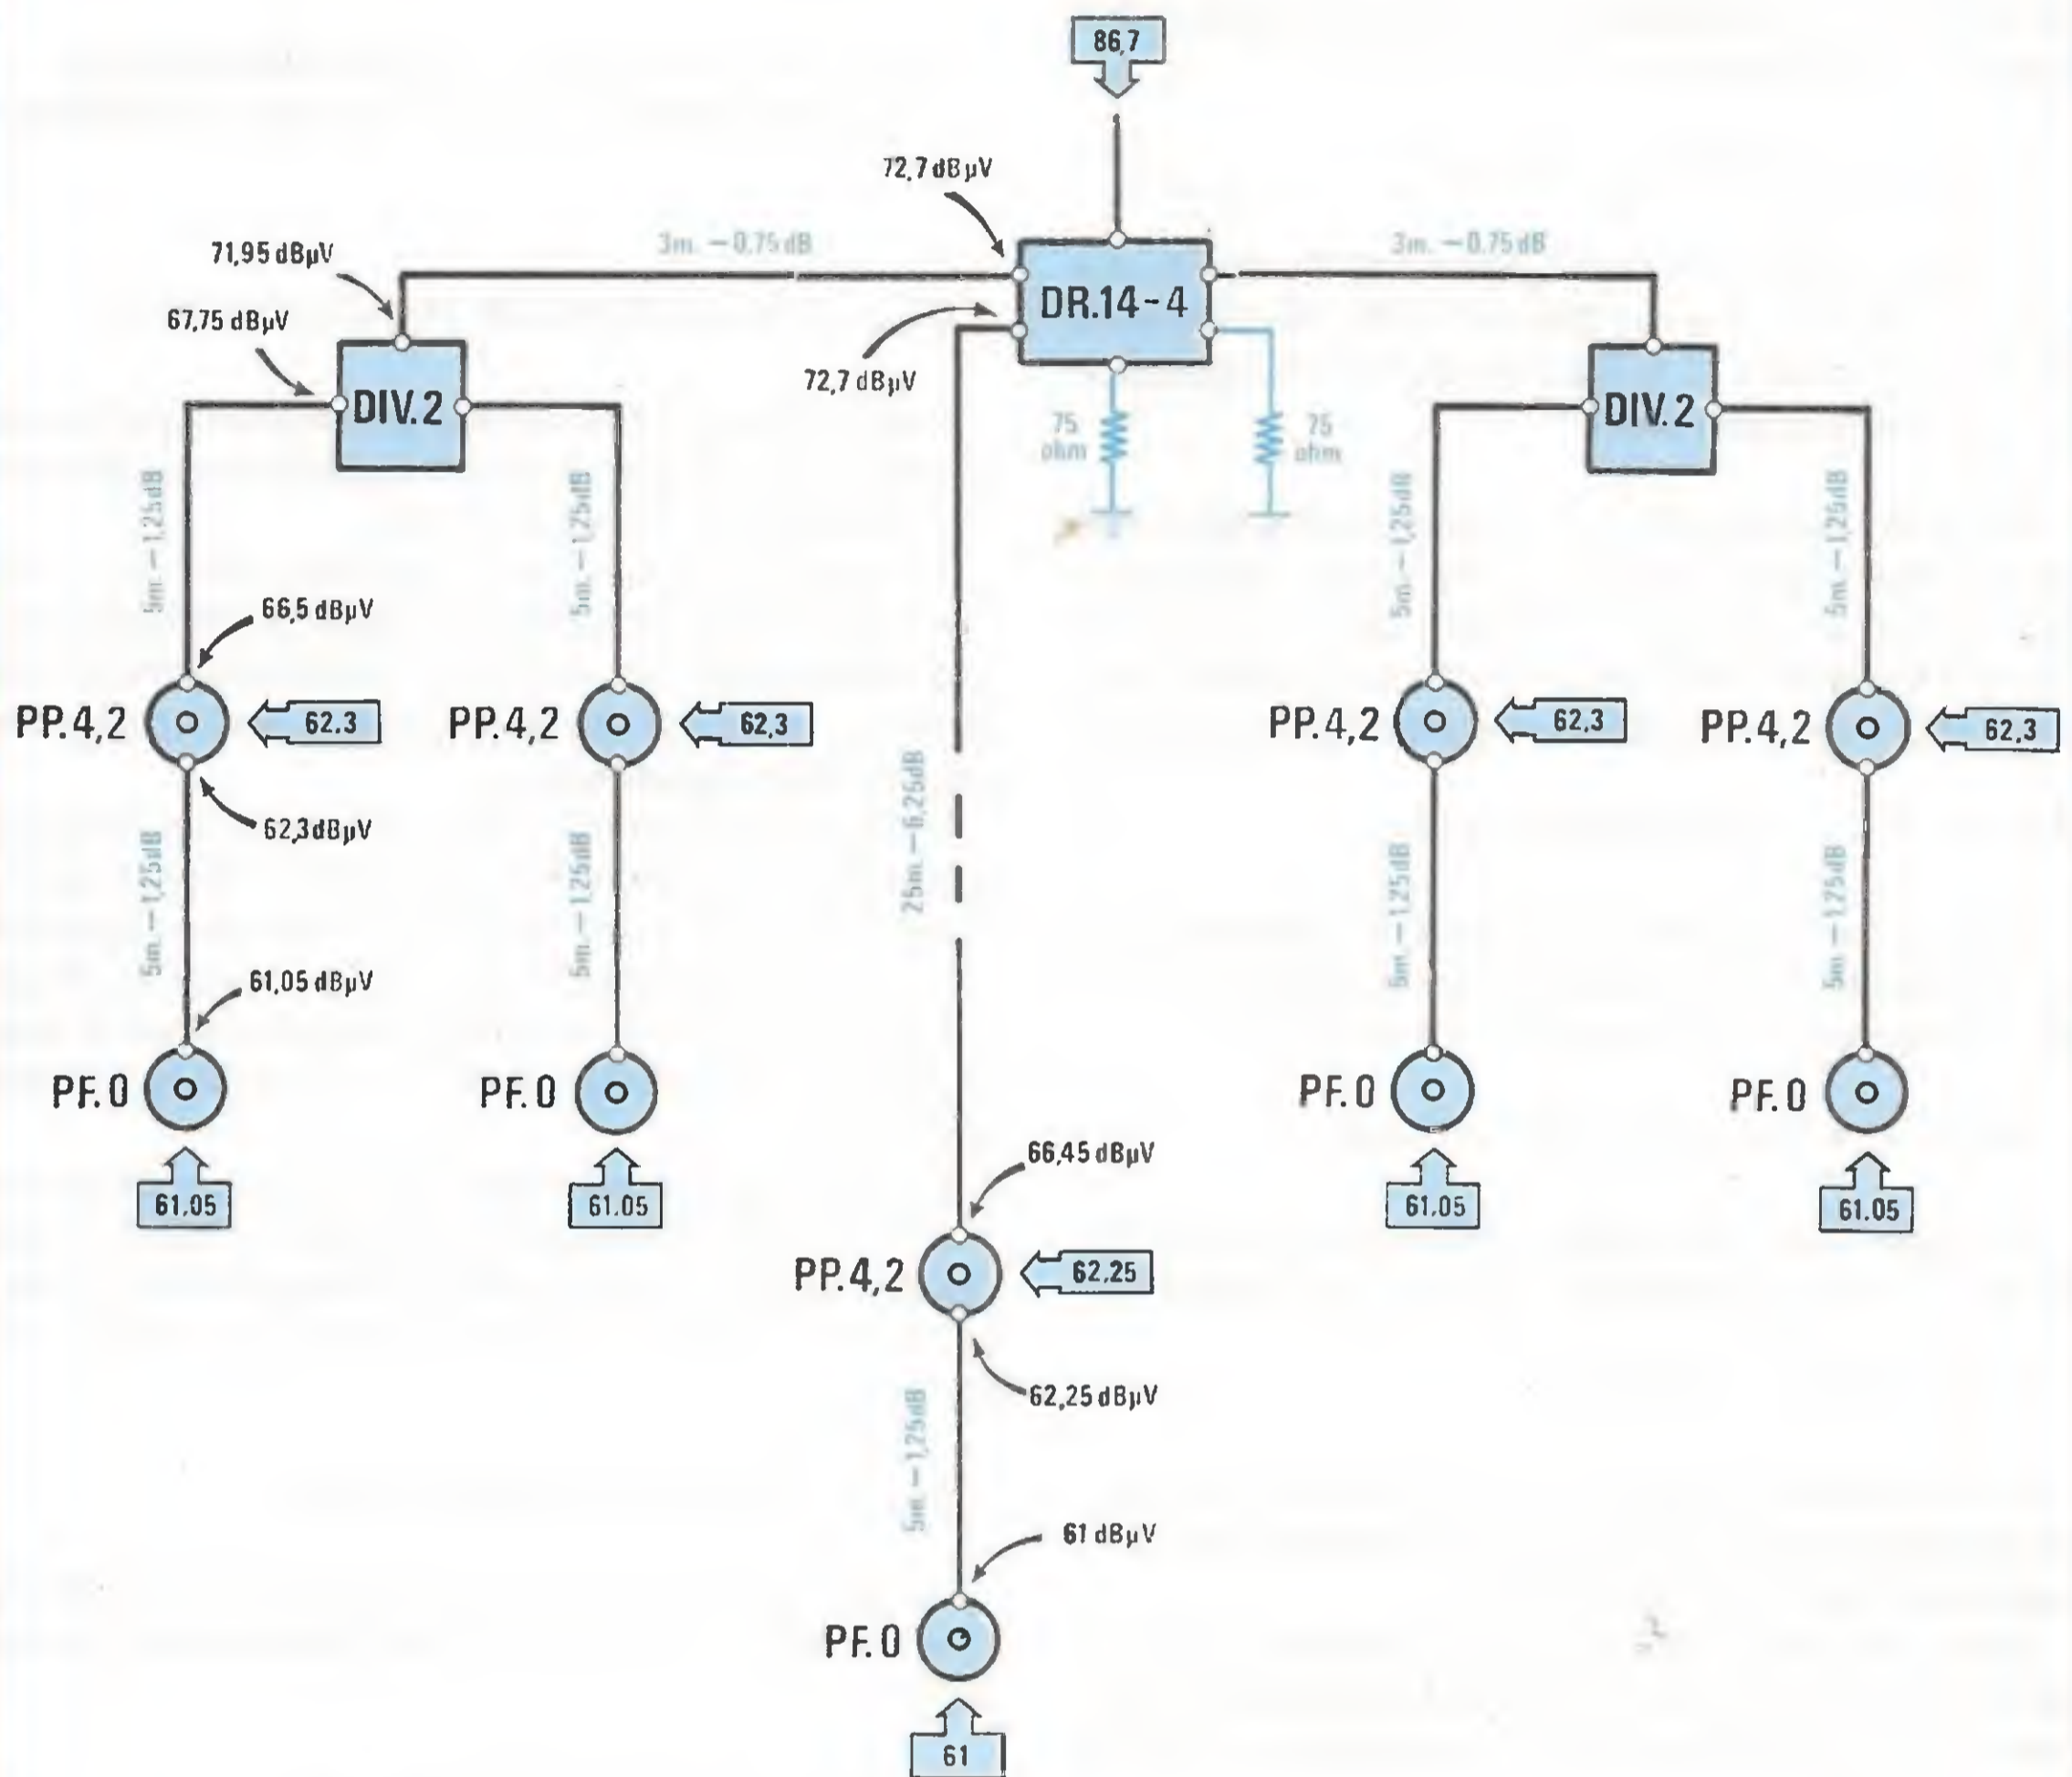 86,7
72,7 dBµV
3m. – 0,75 dB
3m. – 0.75 dB
71,95 dBµV
DR.14-4
67,75 dBµV
72,7 dBµV
DIV.2
DIV.2
75 ohm
75 ohm
5m. – 1,25dB
5m. – 1,25dB
5m. – 1,25dB
5m. – 1,25dB
66,5 dBµV
PP.4,2
62.3
PP.4,2
62,3
PP.4,2
62,3
PP.4,2
62,3
62,3dBµV
25m. – 6,25dB
5m. – 1,25dB
5m. – 1,25dB
5m. – 1,25dB
5m. – 1,25dB
61,05 dBµV
PF.0
PF.0
PF.0
PF.0
61.05
61.05
61.05
61.05
66,45 dBµV
PP.4,2
62,25
62,25 dBµV
5m. – 1,25dB
61 dBµV
PF.0
61